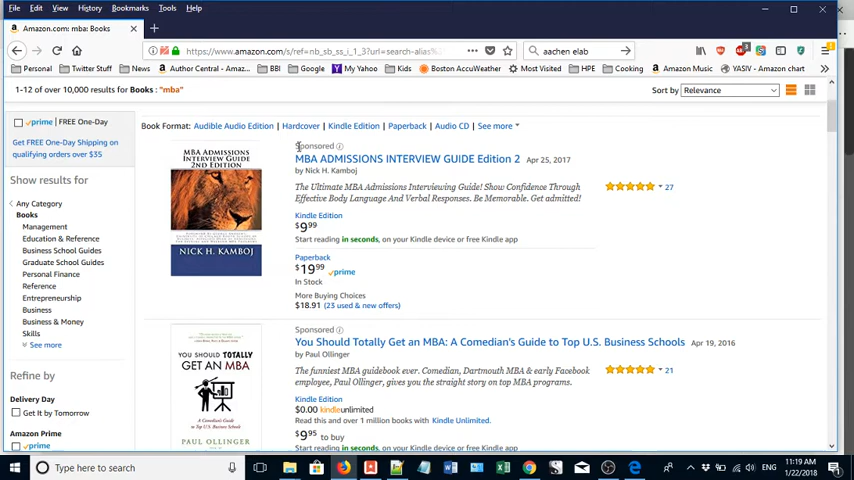 File Edit View History Bookmarks Tools Help
Amazon.com: mba: Books
https://www.amazon.com/s/ref=nb_sb_ss_i_1_3?url=search-alias%
aachen elab
Personal Twitter Stuff News Author Central - Amaz... BBI Google My Yahoo Kids Boston AccuWeather Most Visited HBC Cooking Amazon Music YASIV - Amazon chart
1-12 of over 10,000 results for Books : "mba"
Sort by Relevance
prime | FREE One-Day
Get FREE One-Day Shipping on
qualifying orders over $35
Show results for
Any Category
Books
Management
Education & Reference
Business School Guides
Graduate School Guides
Personal Finance
Reference
Entrepreneurship
Business
Business & Money
Skills
See more
Refine by
Delivery Day
Get It by Tomorrow
Amazon Prime
prime
Book Format: Audible Audio Edition | Hardcover | Kindle Edition | Paperback | Audio CD | See more
MBA ADMISSIONS
INTERVIEW GUIDE
2ND EDITION
NICK H. KAMBOJ
Sponsored
MBA ADMISSIONS INTERVIEW GUIDE Edition 2 Apr 25, 2017
by Nick H. Kamboj
The Ultimate MBA Admissions Interviewing Guide! Show Confidence Through
Effective Body Language And Verbal Responses. Be Memorable. Get admitted!
27
Kindle Edition
$9.99
Start reading in seconds, on your Kindle device or free Kindle app
Paperback
$19.99 prime
In Stock
More Buying Choices
$18.91 (23 used & new offers)
YOU SHOULD TOTALLY
GET AN MBA
PAUL OLLINGER
Sponsored
You Should Totally Get an MBA: A Comedian's Guide to Top U.S. Business Schools Apr 19, 2016
by Paul Ollinger
The funniest MBA guidebook ever. Comedian, Dartmouth MBA & early Facebook
employee, Paul Ollinger, gives you the straight story on top MBA programs.
21
Kindle Edition
$0.00 kindleunlimited
Read this and over 1 million books with Kindle Unlimited.
$9.95 to buy
Start reading in seconds, on your Kindle device or free Kindle app
Type here to search
ENG
11:19 AM
1/22/2018